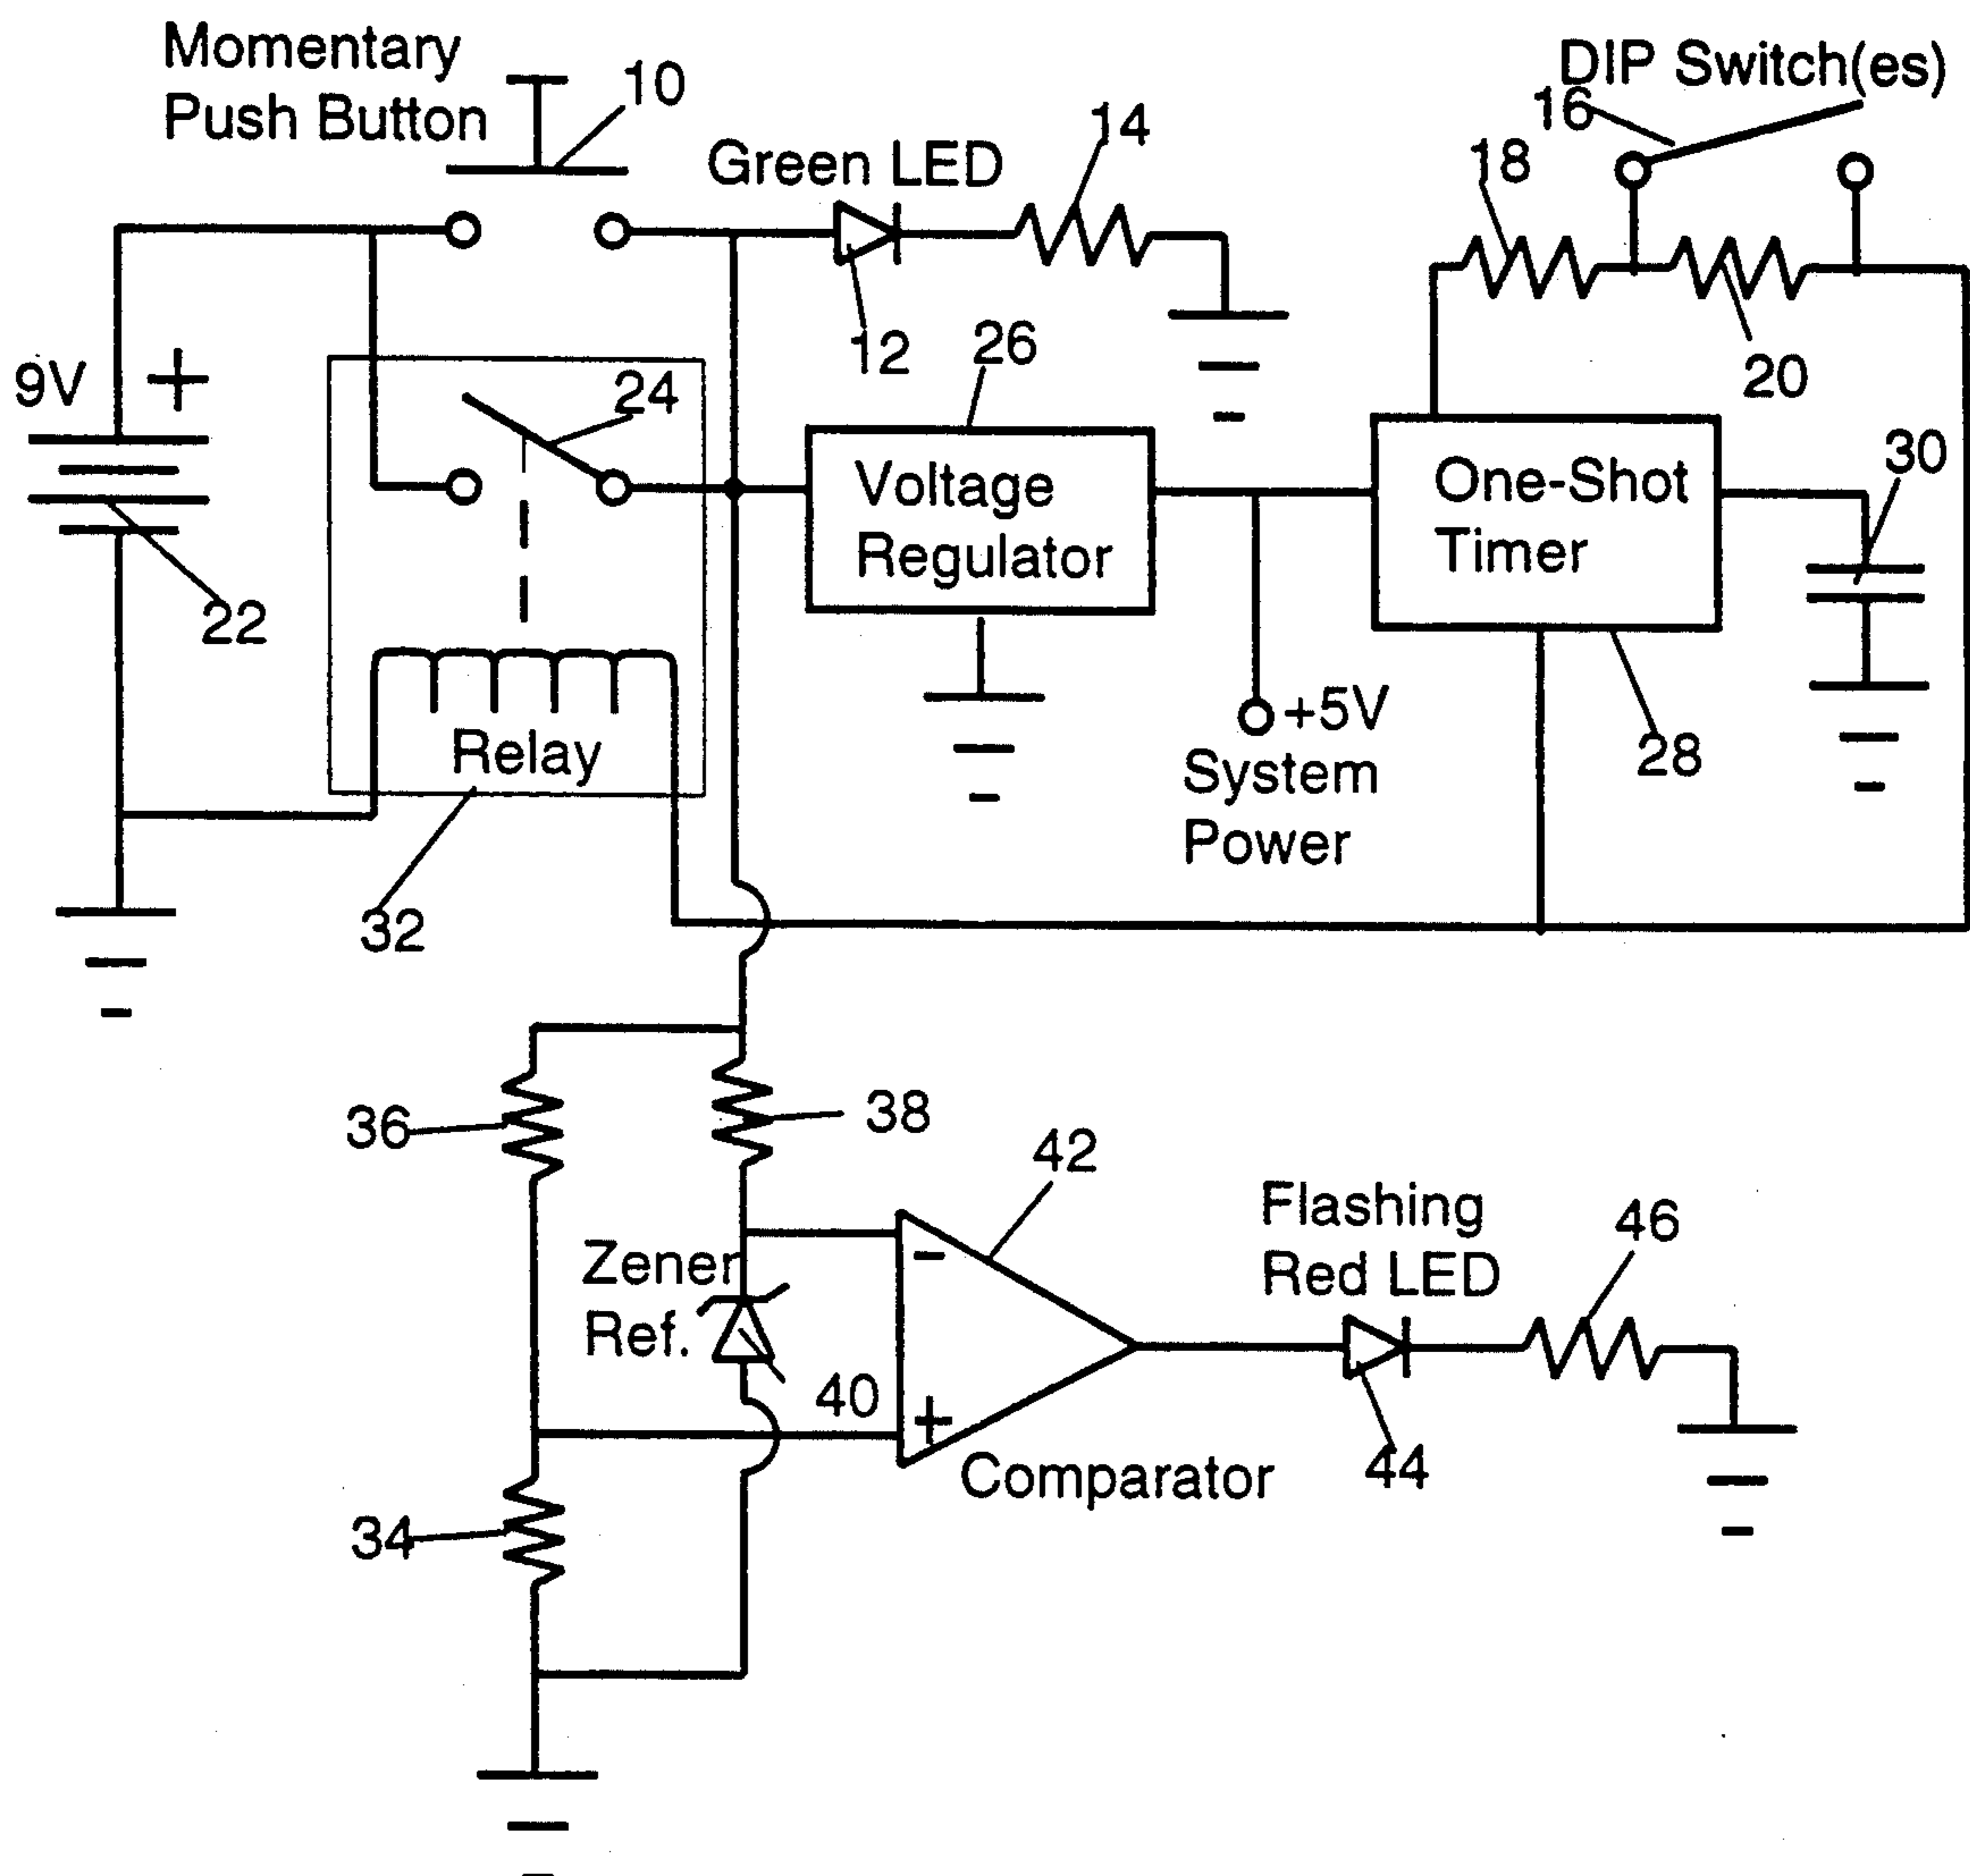 Momentary
Push Button
10
Green LED
14
DIP Switch(es)
16
18
12
26
20
9V +
24
22
Voltage
Regulator
One-Shot
Timer
30
Relay
+5V
System
Power
28
32
36
38
42
Zener
Ref.
40
-
+
Comparator
Flashing
Red LED
46
44
34